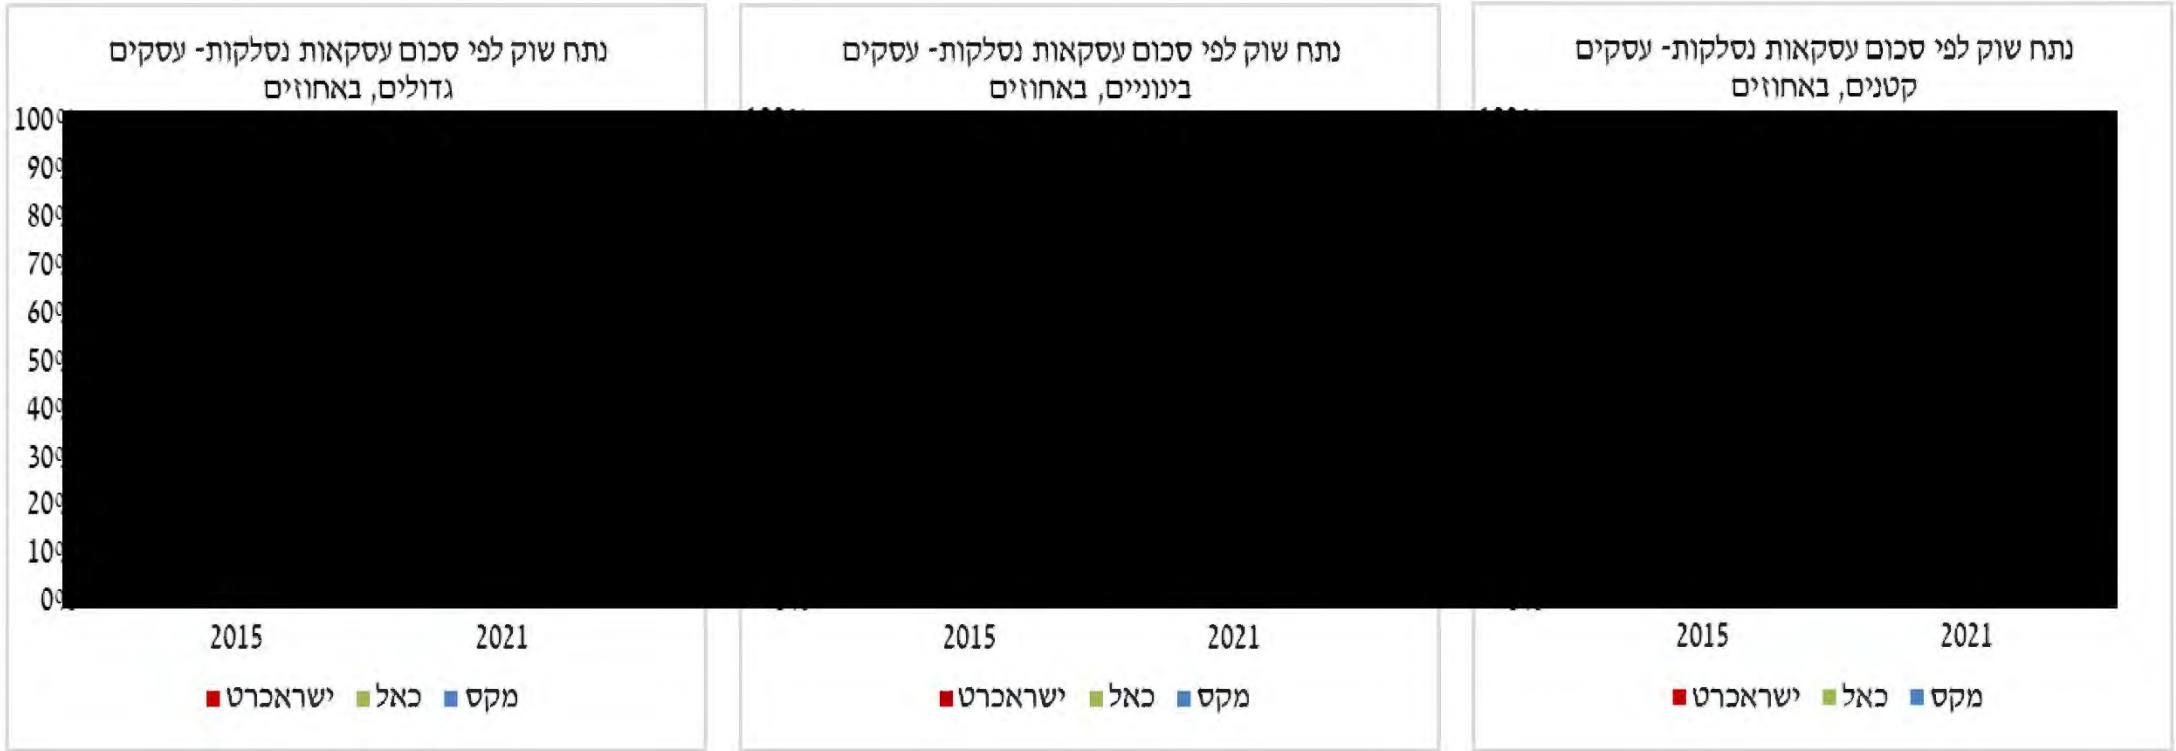 נתח שוק לפי סכום עסקאות נסלקות- עסקים
קטנים, באחוזים
2015 2021
ישראכרט כאל מקס
נתח שוק לפי סכום עסקאות נסלקות- עסקים
בינוניים, באחוזים
2015 2021
ישראכרט כאל מקס
נתח שוק לפי סכום עסקאות נסלקות- עסקים
גדולים, באחוזים
100%
90%
80%
70%
60%
50%
40%
30%
20%
10%
0%
2015 2021
ישראכרט כאל מקס